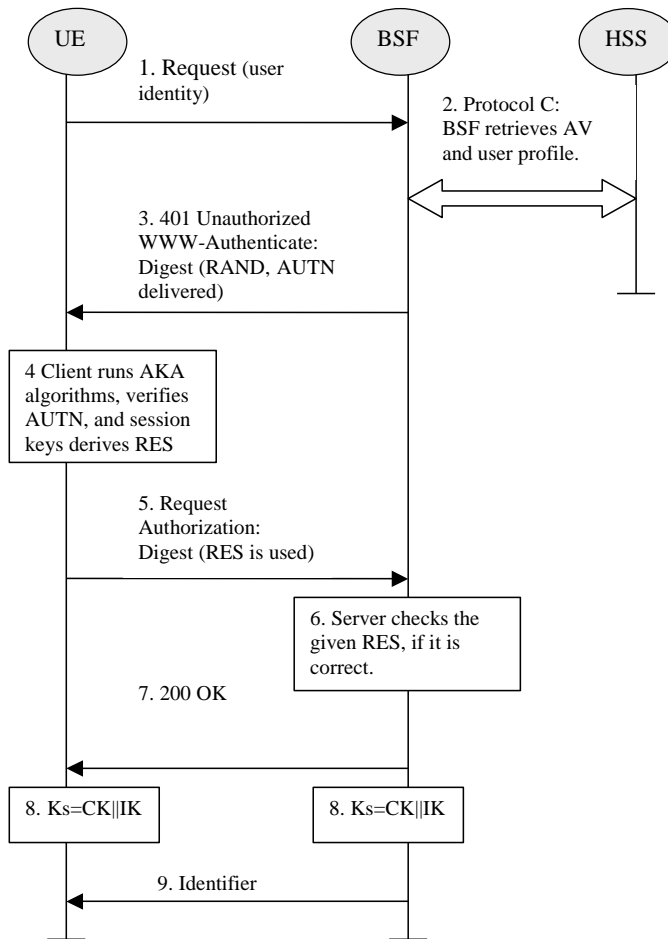 UE
BSF
HSS
1. Request (user
identity)
2. Protocol C:
BSF retrieves AV
and user profile.
3. 401 Unauthorized
WWW-Authenticate:
Digest (RAND, AUTN
delivered)
4 Client runs AKA
algorithms, verifies
AUTN, and session
keys derives RES
5. Request
Authorization:
Digest (RES is used)
6. Server checks the
given RES, if it is
correct.
7. 200 OK
8. Ks=CK||IK
8. Ks=CK||IK
9. Identifier